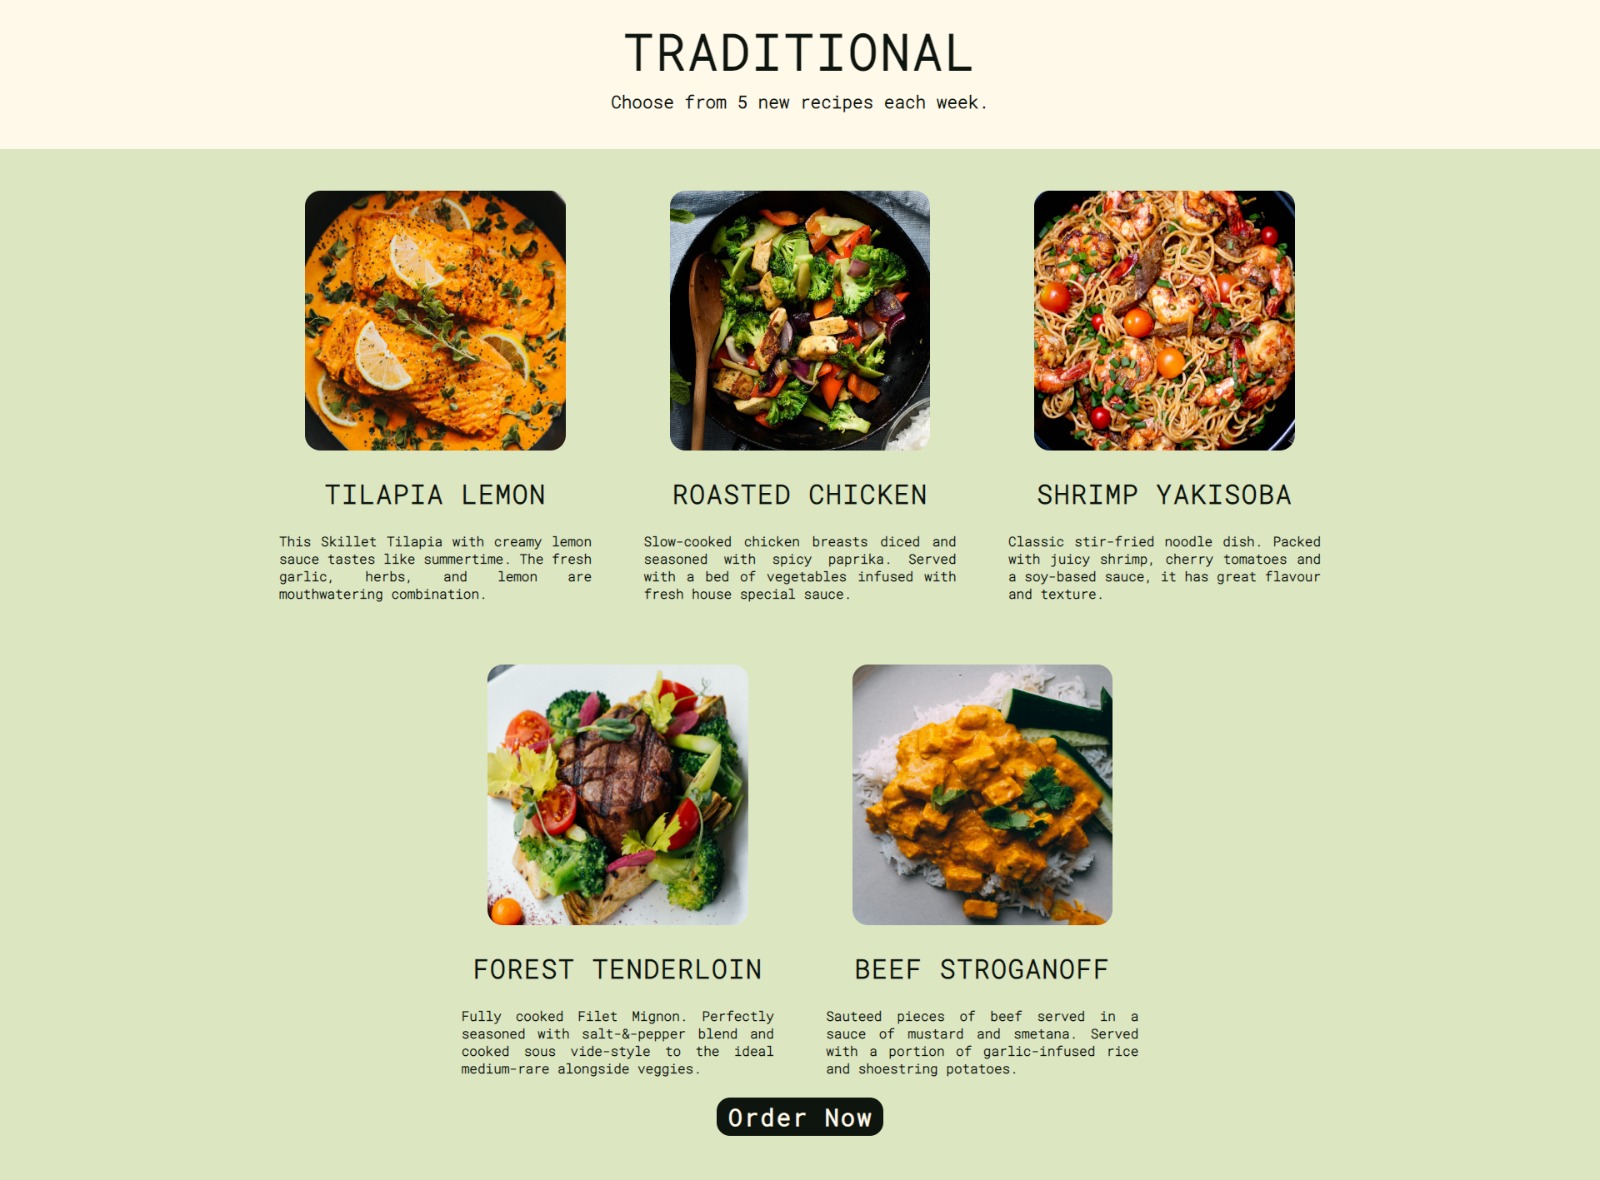 TRADITIONAL
Choose from 5 new recipes each week.
TILAPIA LEMON
This Skillet Tilapia with creamy lemon
sauce tastes like summertime. The fresh
garlic, herbs, and lemon are
mouthwatering combination.
ROASTED CHICKEN
Slow-cooked chicken breasts diced and
seasoned with spicy paprika. Served
with a bed of vegetables infused with
fresh house special sauce.
SHRIMP YAKISOBA
Classic stir-fried noodle dish. Packed
with juicy shrimp, cherry tomatoes and
a soy-based sauce, it has great flavour
and texture.
FOREST TENDERLOIN
Fully cooked Filet Mignon. Perfectly
seasoned with salt-&-pepper blend and
cooked sous vide-style to the ideal
medium-rare alongside veggies.
BEEF STROGANOFF
Sauteed pieces of beef served in a
sauce of mustard and smetana. Served
with a portion of garlic-infused rice
and shoestring potatoes.
Order Now